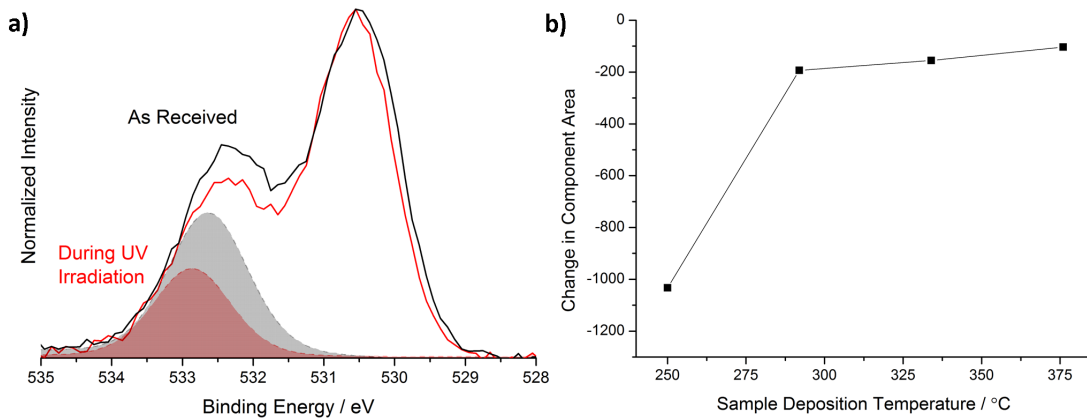 a)
Normalized Intensity
As Received
During UV
Irradiation
535
534
533
532
531
530
529
528
Binding Energy / eV
b)
Change in Component Area
0
-200
-400
-600
-800
-1000
-1200
250
275
300
325
350
375
Sample Deposition Temperature / °C